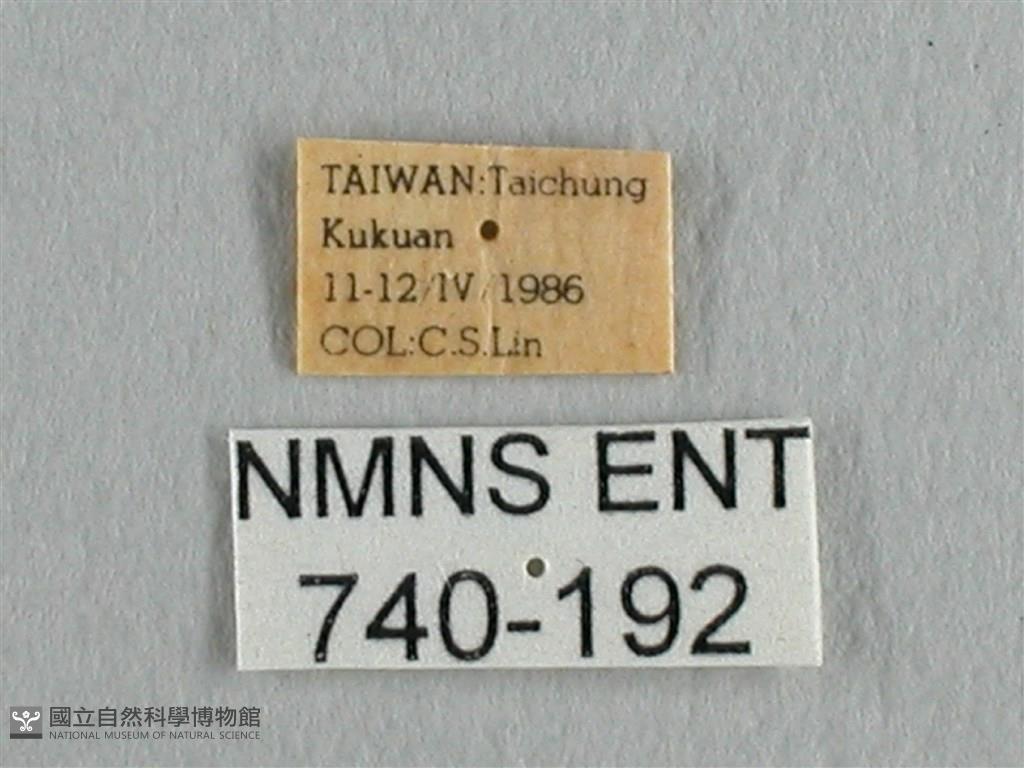 TAIWAN:Taichung
Kukuan
11-12/IV/1986
COL:C.S.Lin
NMNS ENT
740-192
國立自然科學博物館
NATIONAL MUSEUM OF NATURAL SCIENCE